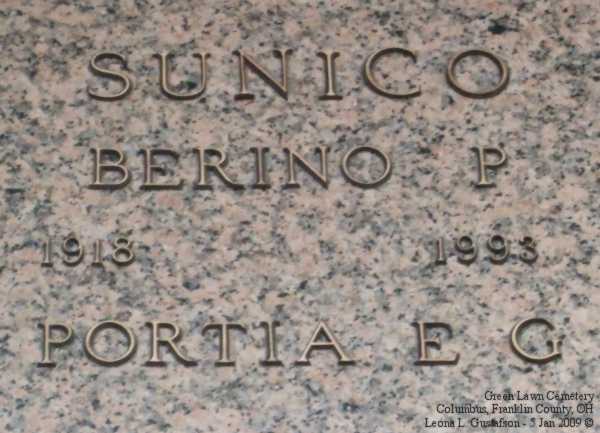 SUNICO
BERINO P
1918 1993
PORTIA E G
Green Lawn Cemetery
Columbus, Franklin County, OH
Leona L. Gustafson - 5 Jan 2009 ©